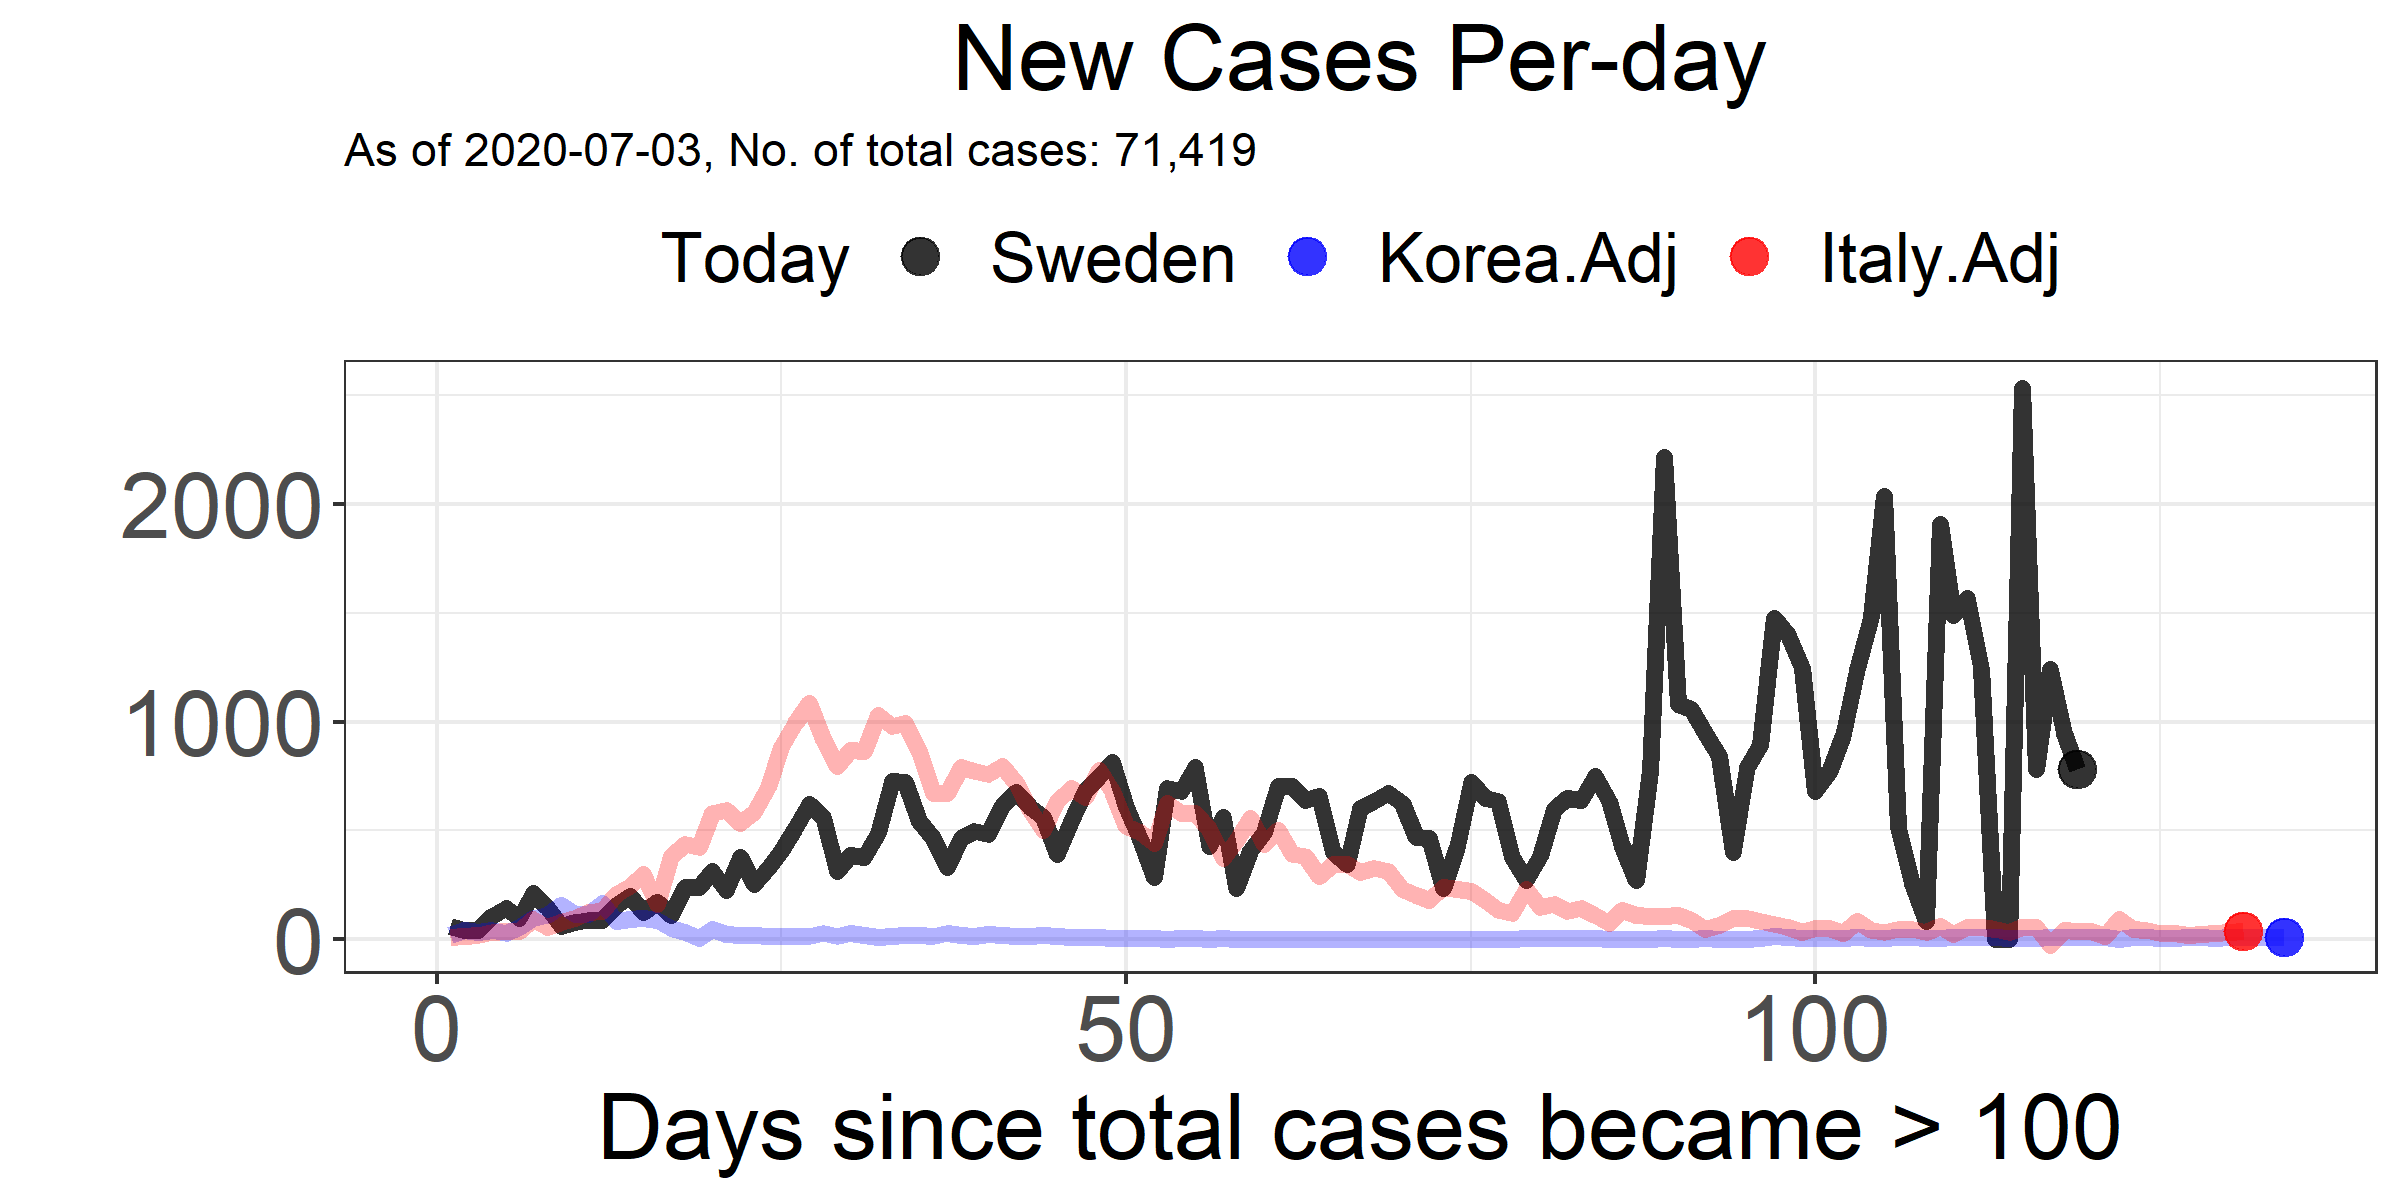 New Cases Per-day
As of 2020-07-03, No. of total cases: 71,419
Today Sweden Korea.Adj Italy.Adj
2000
1000
0
0 50 100
Days since total cases became > 100